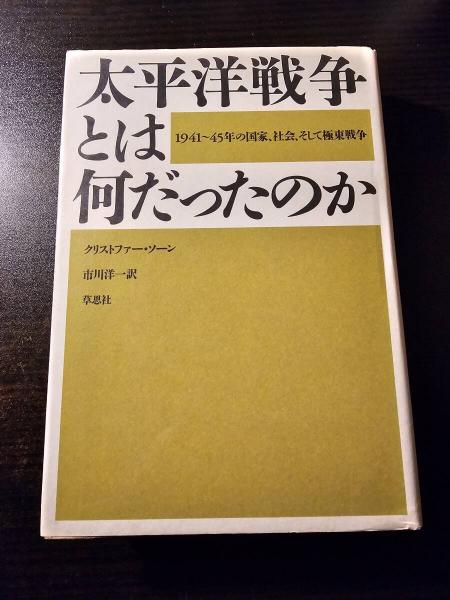 太平洋戦争
とは
1941〜45年の国家、社会、そして極東戦争
何だったのか
クリストファー・ソーン
市川洋一訳
草思社